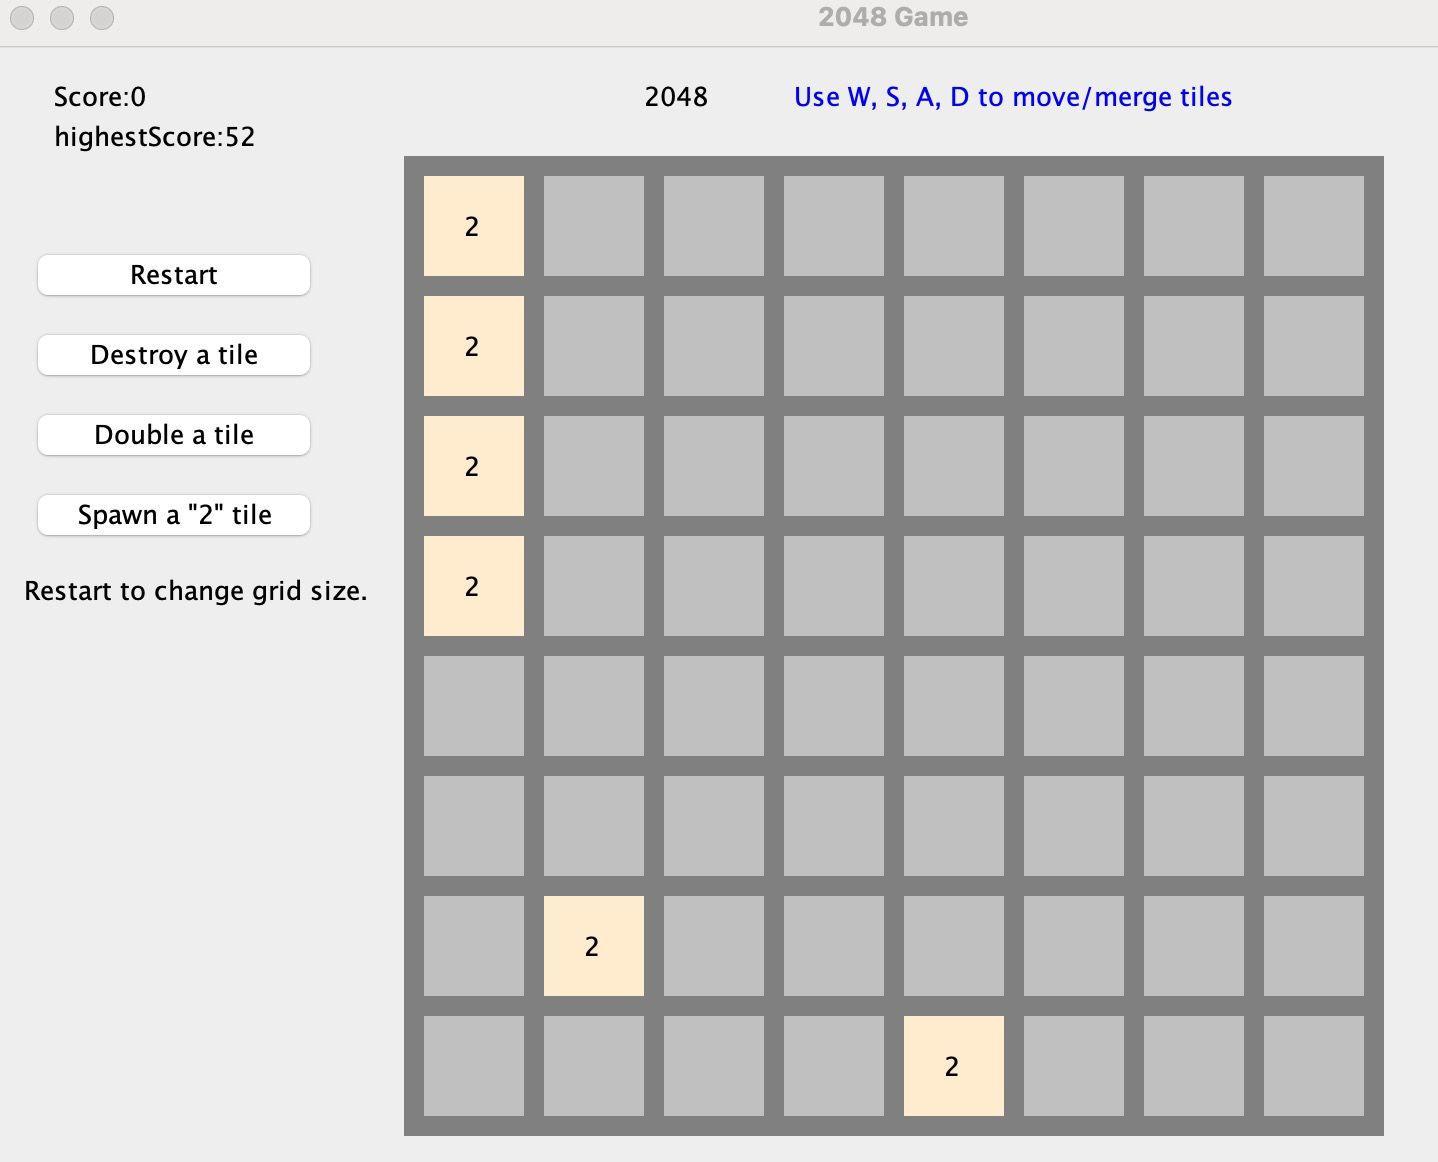 2048 Game
Score:0
2048
Use W, S, A, D to move/merge tiles
highestScore:52
2
Restart
2
Destroy a tile
Double a tile
2
Spawn a "2" tile
2
Restart to change grid size.
2
2